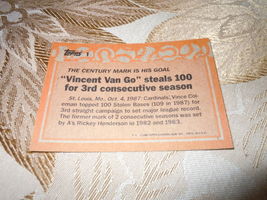 Topps 1
THE CENTURY MARK IS HIS GOAL
"Vincent Van Go" steals 100
for 3rd consecutive season
St. Louis, Mo., Oct. 4, 1987: Cardinals' Vince Col-
eman topped 100 Stolen Bases (109 in 1987) for
3rd straight campaign to set major league record.
The former mark of 2 consecutive seasons was set
by A's Rickey Henderson in 1982 and 1983.